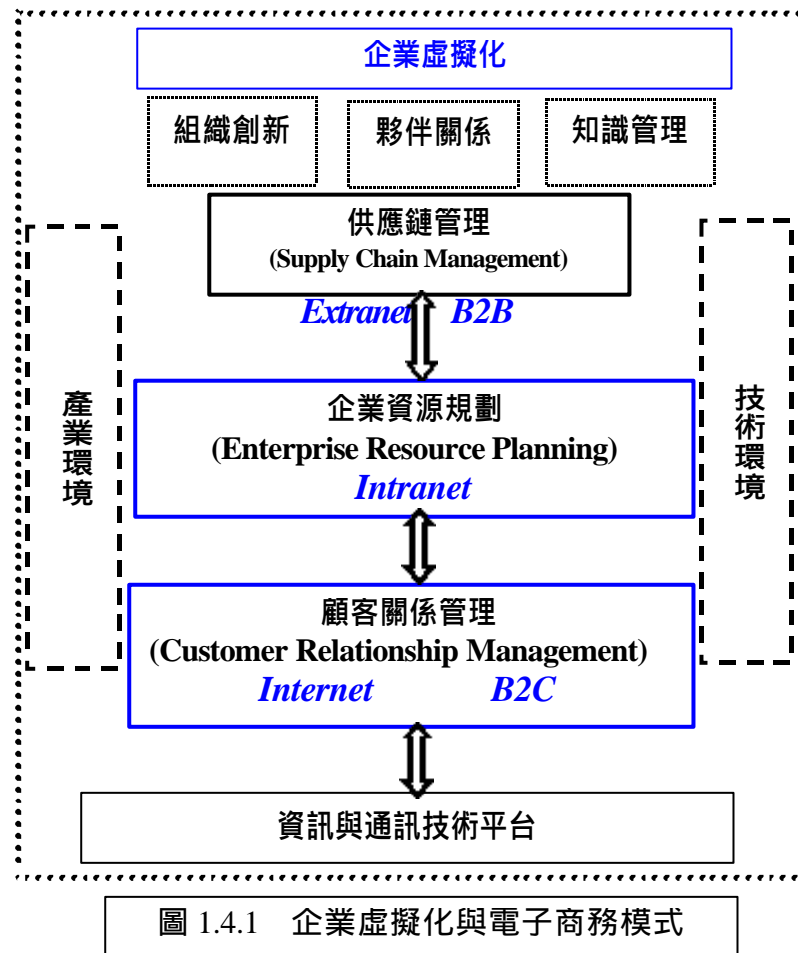 企業虛擬化
組織創新
夥伴關係
知識管理
供應鏈管理
(Supply Chain Management)
Extranet B2B
產業環境
技術環境
企業資源規劃
(Enterprise Resource Planning)
Intranet
顧客關係管理
(Customer Relationship Management)
Internet B2C
資訊與通訊技術平台
圖 1.4.1 企業虛擬化與電子商務模式